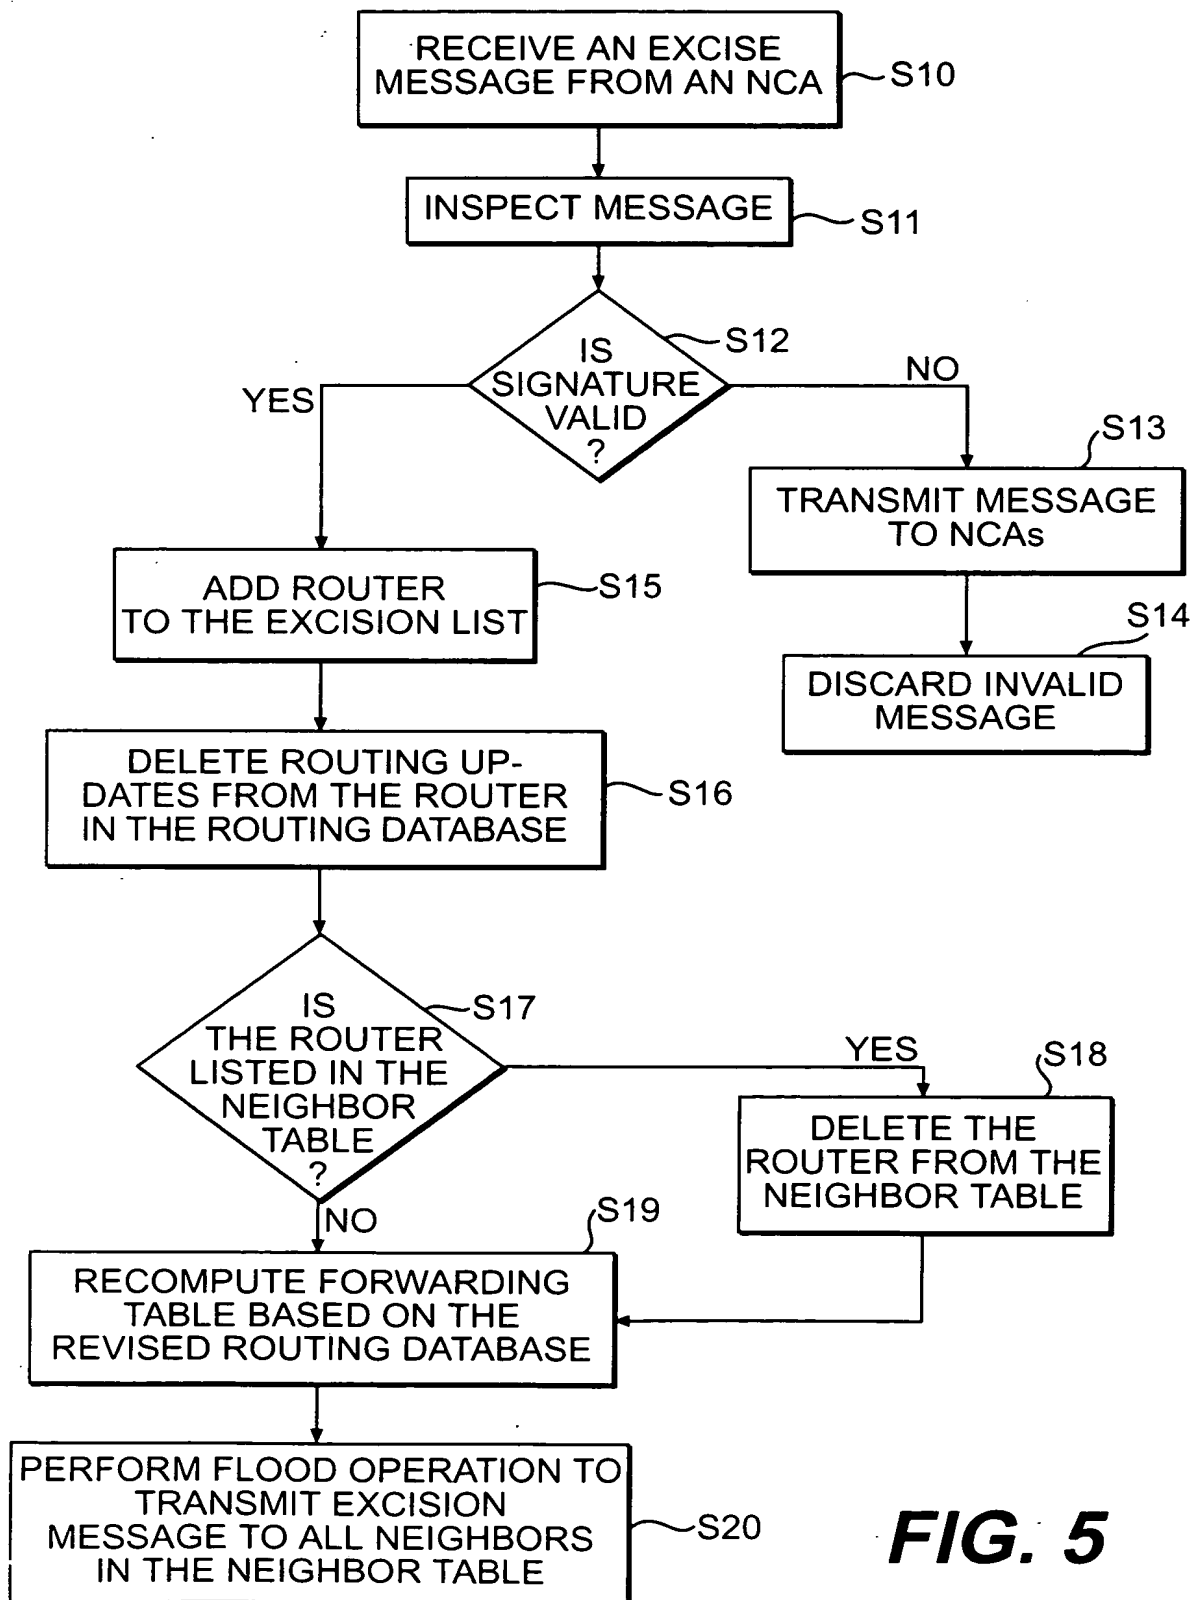 RECEIVE AN EXCISE
MESSAGE FROM AN NCA
S10
INSPECT MESSAGE
S11
IS
SIGNATURE
VALID
?
S12
YES
NO
S13
TRANSMIT MESSAGE
TO NCAs
ADD ROUTER
TO THE EXCISION LIST
S15
S14
DISCARD INVALID
MESSAGE
DELETE ROUTING UP-
DATES FROM THE ROUTER
IN THE ROUTING DATABASE
S16
IS
THE ROUTER
LISTED IN THE
NEIGHBOR
TABLE
?
S17
YES
S18
DELETE THE
ROUTER FROM THE
NEIGHBOR TABLE
NO
S19
RECOMPUTE FORWARDING
TABLE BASED ON THE
REVISED ROUTING DATABASE
PERFORM FLOOD OPERATION TO
TRANSMIT EXCISION
MESSAGE TO ALL NEIGHBORS
IN THE NEIGHBOR TABLE
S20
FIG. 5